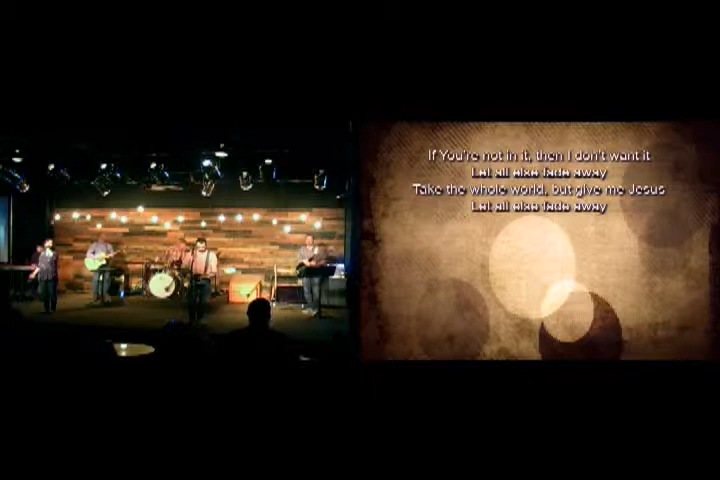 If You're not in it, then I don't want it
Let all else fade away
Take the whole world, but give me Jesus
Let all else fade away